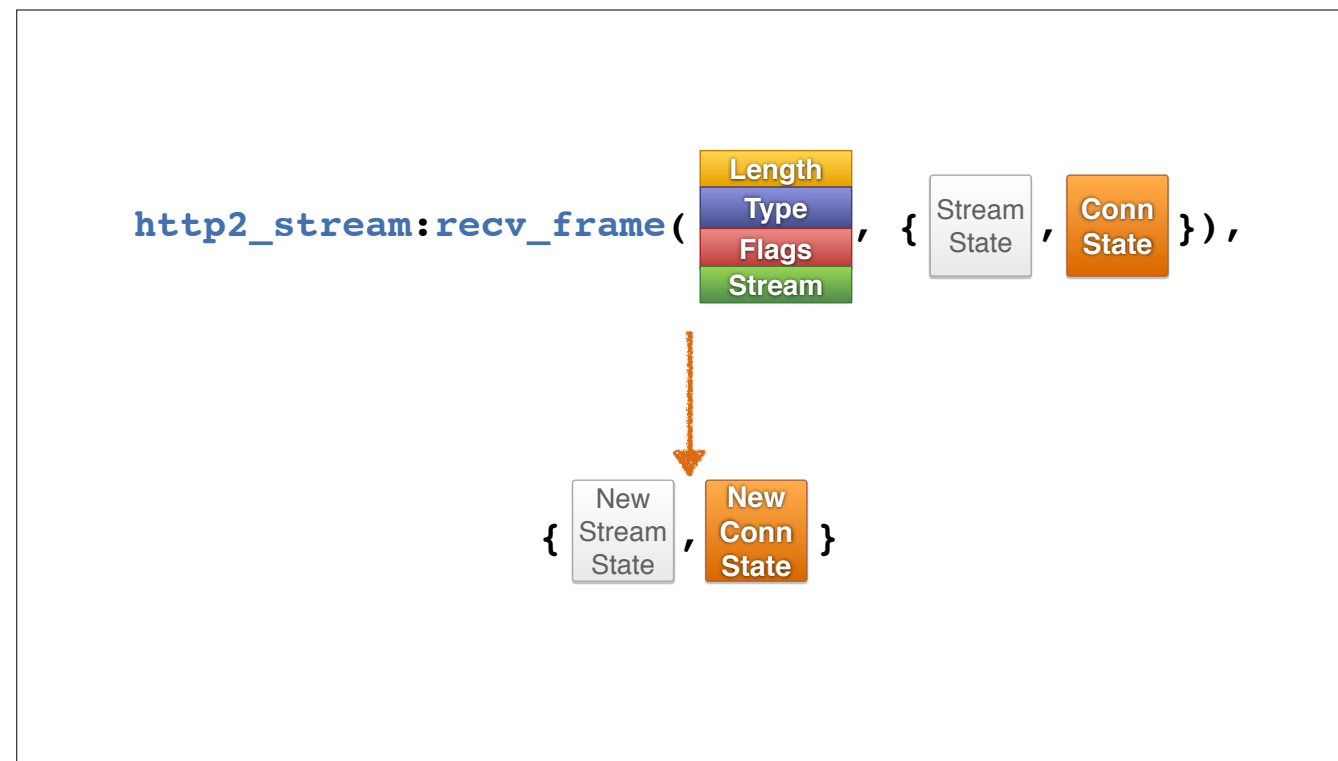 Length
Type
Flags
Stream
http2_stream:recv_frame( , { Stream State , Conn State }),
New
Stream
State
New
Conn
State
{ , }